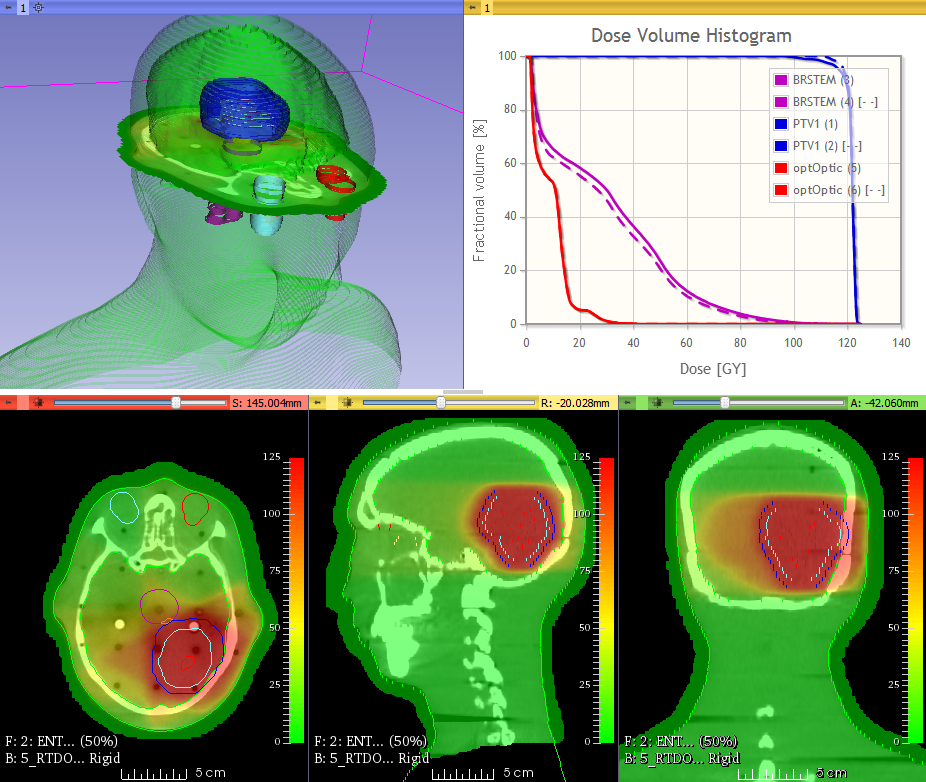 1
1
Dose Volume Histogram
Fractional volume [%]
100
80
60
40
20
0
0
20
40
60
80
100
120
140
Dose [GY]
BRSTEM (3)
BRSTEM (4) [- -]
PTV1 (1)
PTV1 (2) [- -]
optOptic (5)
optOptic (6) [- -]
S: 145.004mm
R: -20.028mm
A: -42.060mm
125
100
75
50
25
0
F: 2: ENT... (50%)
B: 5_RTDO... Rigid
5 cm
125
100
75
50
25
0
F: 2: ENT... (50%)
B: 5_RTDO... Rigid
5 cm
125
100
75
50
25
0
F: 2: ENT... (50%)
B: 5_RTDO... Rigid
5 cm